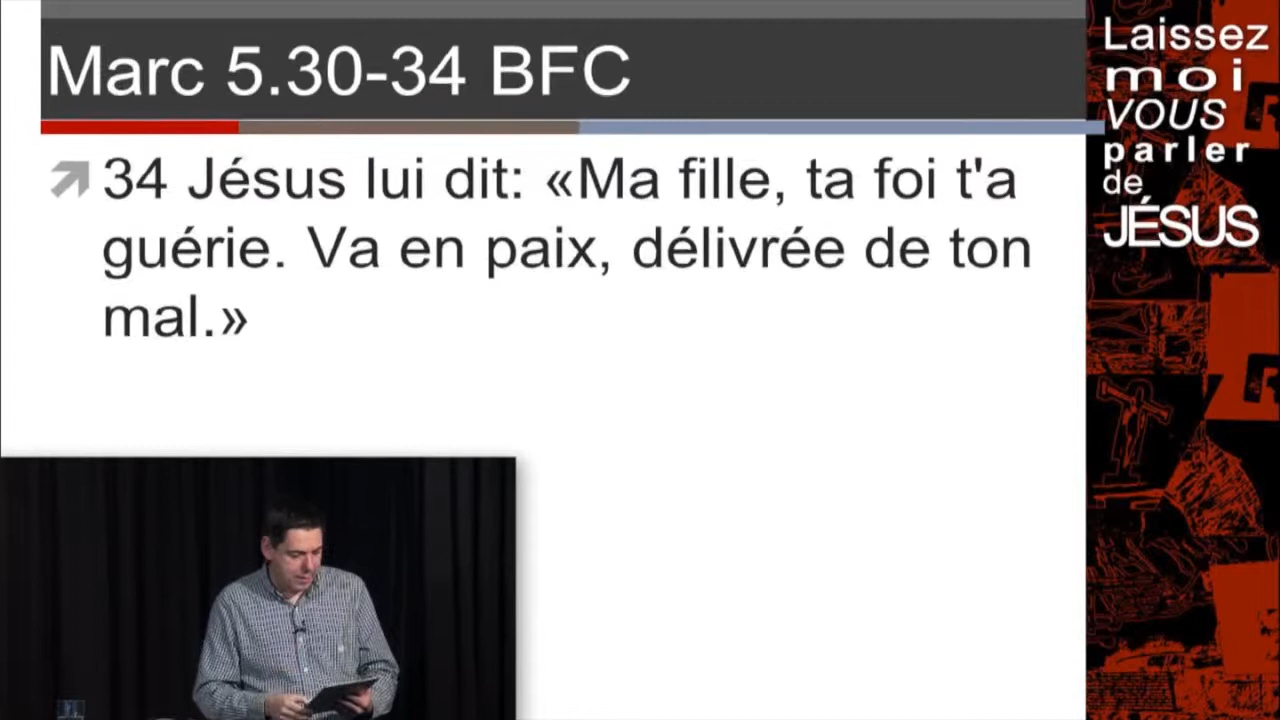 Marc 5.30-34 BFC
34 Jésus lui dit: «Ma fille, ta foi t'a
guérie. Va en paix, délivrée de ton
mal.»
Laissez
moi
VOUS
parler
de
JÉSUS